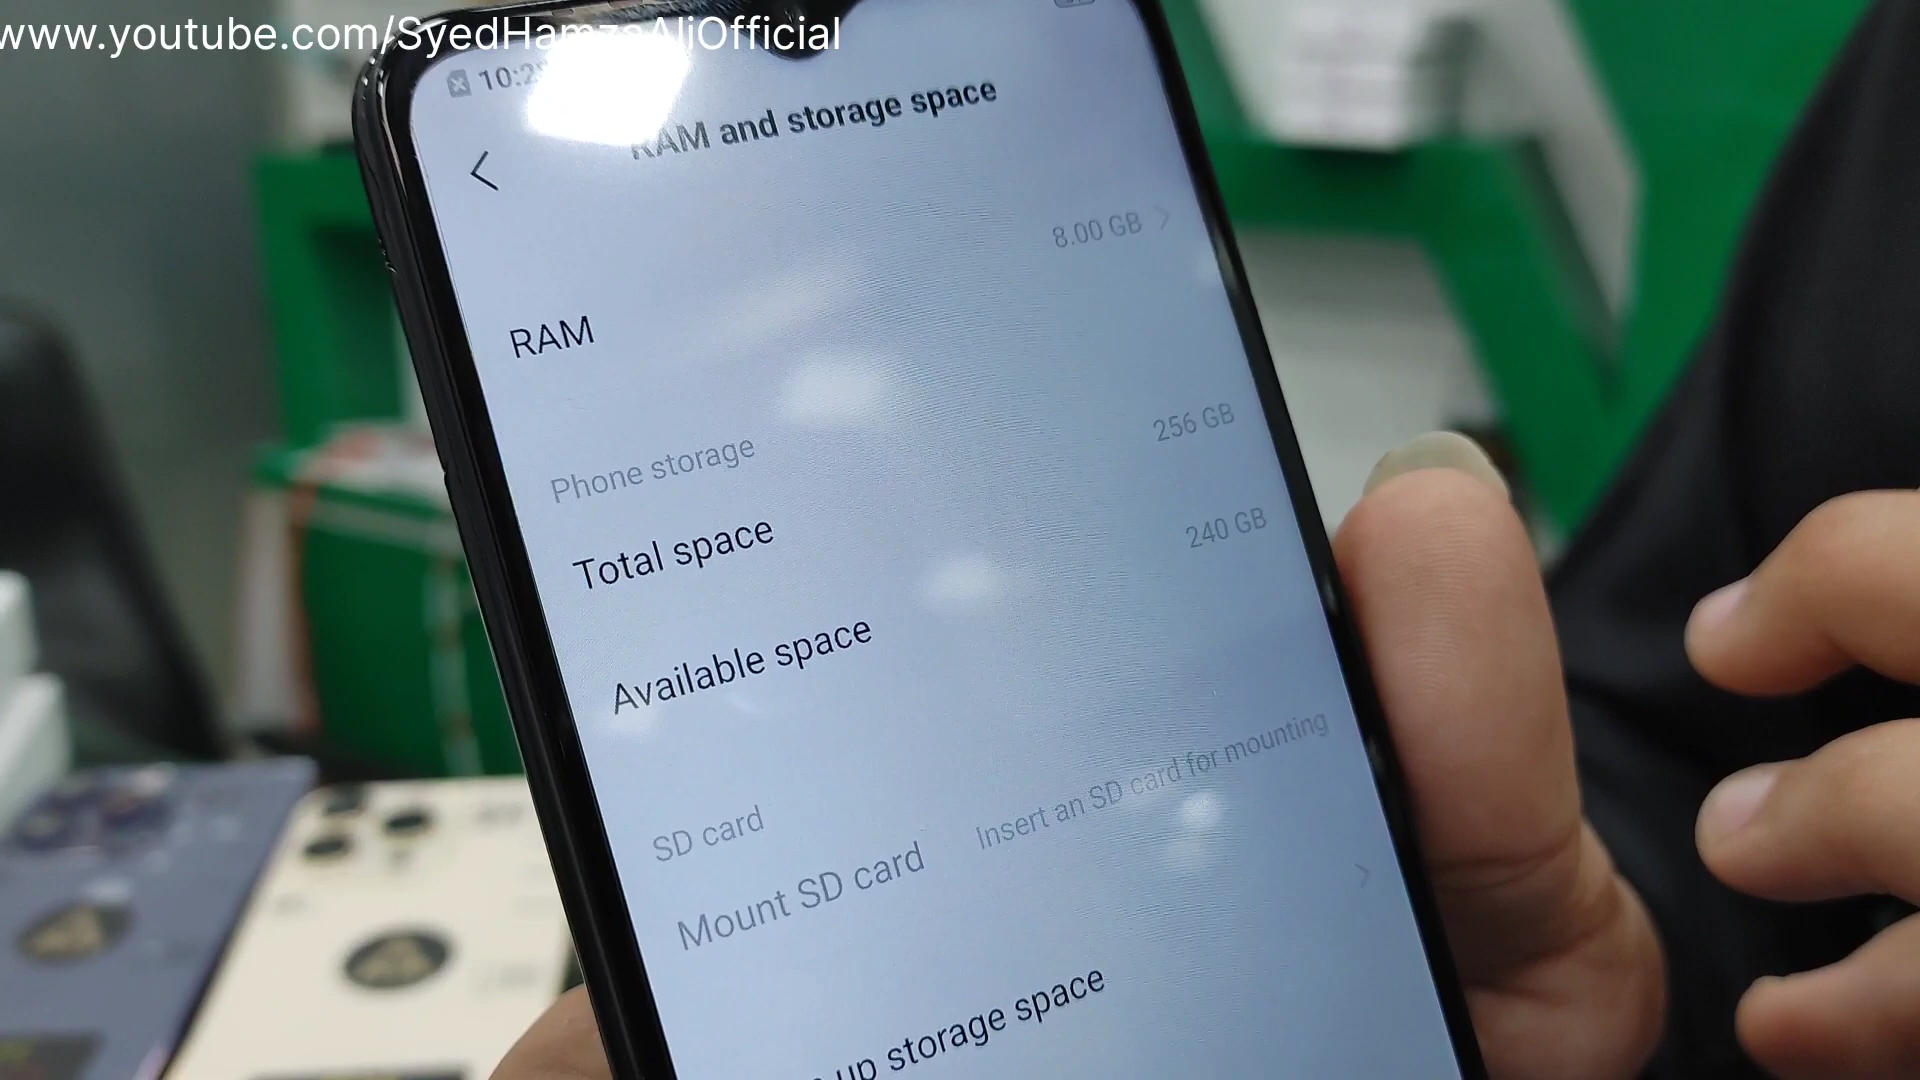 www.youtube.com/SyedHamzaAliOfficial
RAM and storage space
RAM 8.00 GB
Phone storage
Total space 256 GB
Available space 240 GB
SD card
Mount SD card Insert an SD card for mounting
up storage space